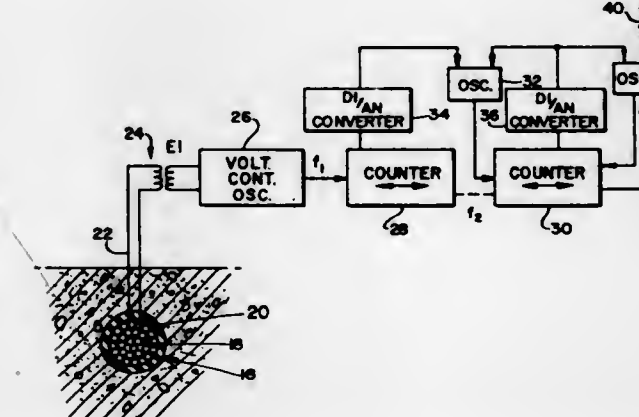 40
OS
OSC.
32
DI/AN
CONVERTER
34
36
DI/AN
CONVERTER
24
E1
26
VOLT.
CONT.
OSC.
f1
COUNTER
28
f2
COUNTER
30
22
20
18
16